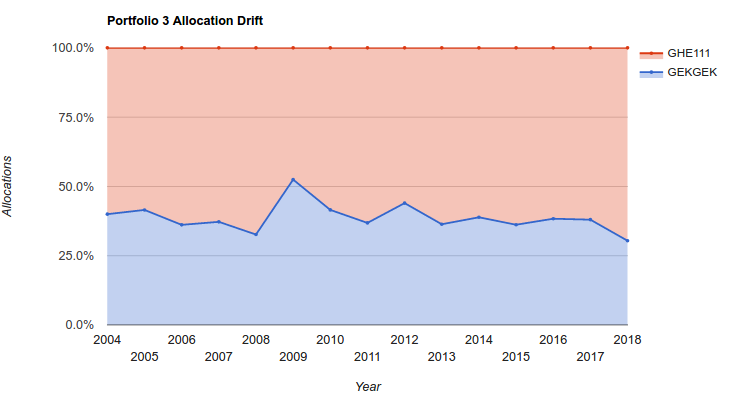 Portfolio 3 Allocation Drift
100.0%
75.0%
50.0%
25.0%
0.0%
Allocations
2004 2006 2008 2010 2012 2014 2016 2018
2005 2007 2009 2011 2013 2015 2017
Year
GHE111
GEKGEK